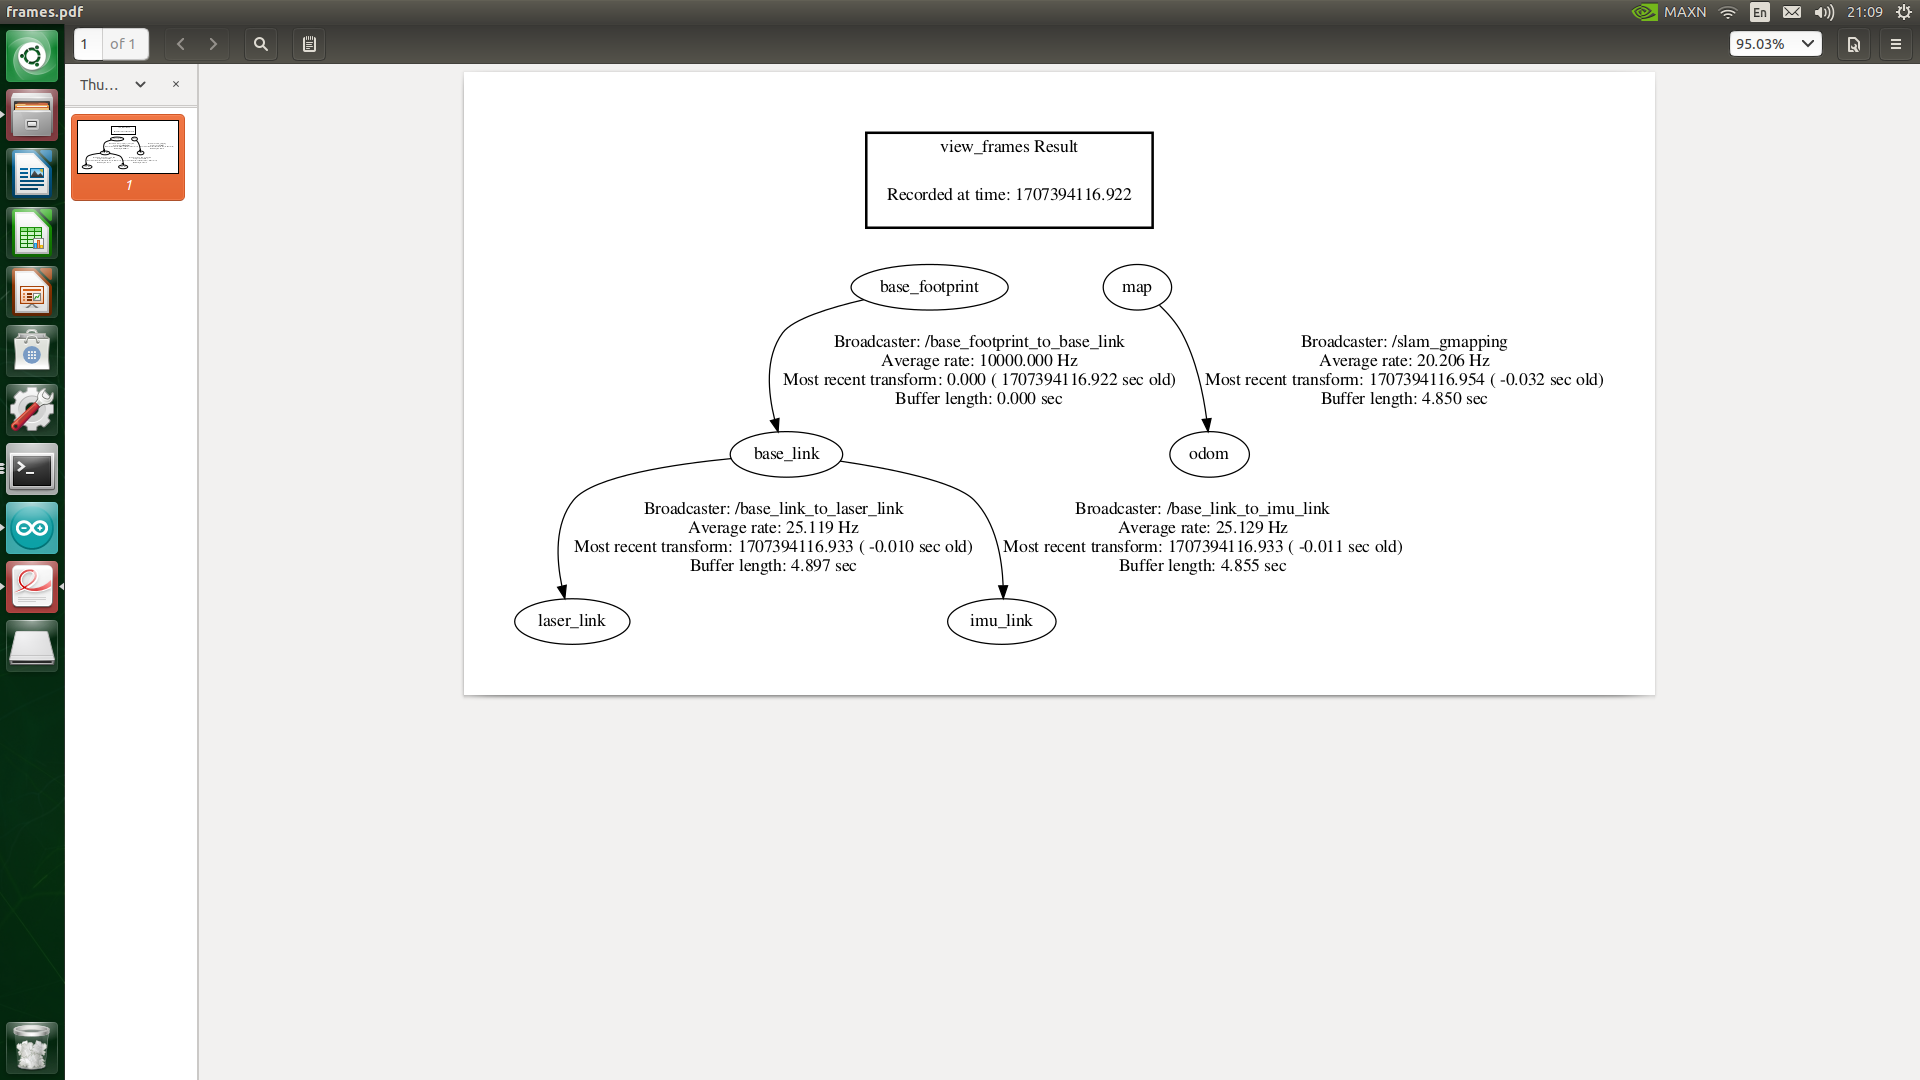 frames.pdf
MAXN
En
21:09
1
of 1
95.03%
Thu...
1
view_frames Result
Recorded at time: 1707394116.922
base_footprint
map
Broadcaster: /base_footprint_to_base_link
Average rate: 10000.000 Hz
Most recent transform: 0.000 ( 1707394116.922 sec old)
Buffer length: 0.000 sec
Broadcaster: /slam_gmapping
Average rate: 20.206 Hz
Most recent transform: 1707394116.954 ( -0.032 sec old)
Buffer length: 4.850 sec
base_link
odom
Broadcaster: /base_link_to_laser_link
Average rate: 25.119 Hz
Most recent transform: 1707394116.933 ( -0.010 sec old)
Buffer length: 4.897 sec
Broadcaster: /base_link_to_imu_link
Average rate: 25.129 Hz
Most recent transform: 1707394116.933 ( -0.011 sec old)
Buffer length: 4.855 sec
laser_link
imu_link